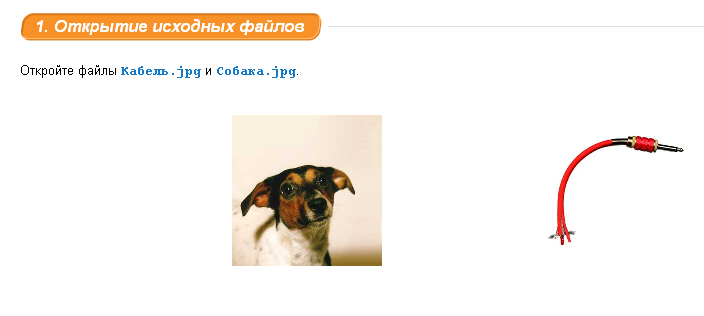 1. Открытие исходных файлов
Откройте файлы Кабель.jpg и Собака.jpg.